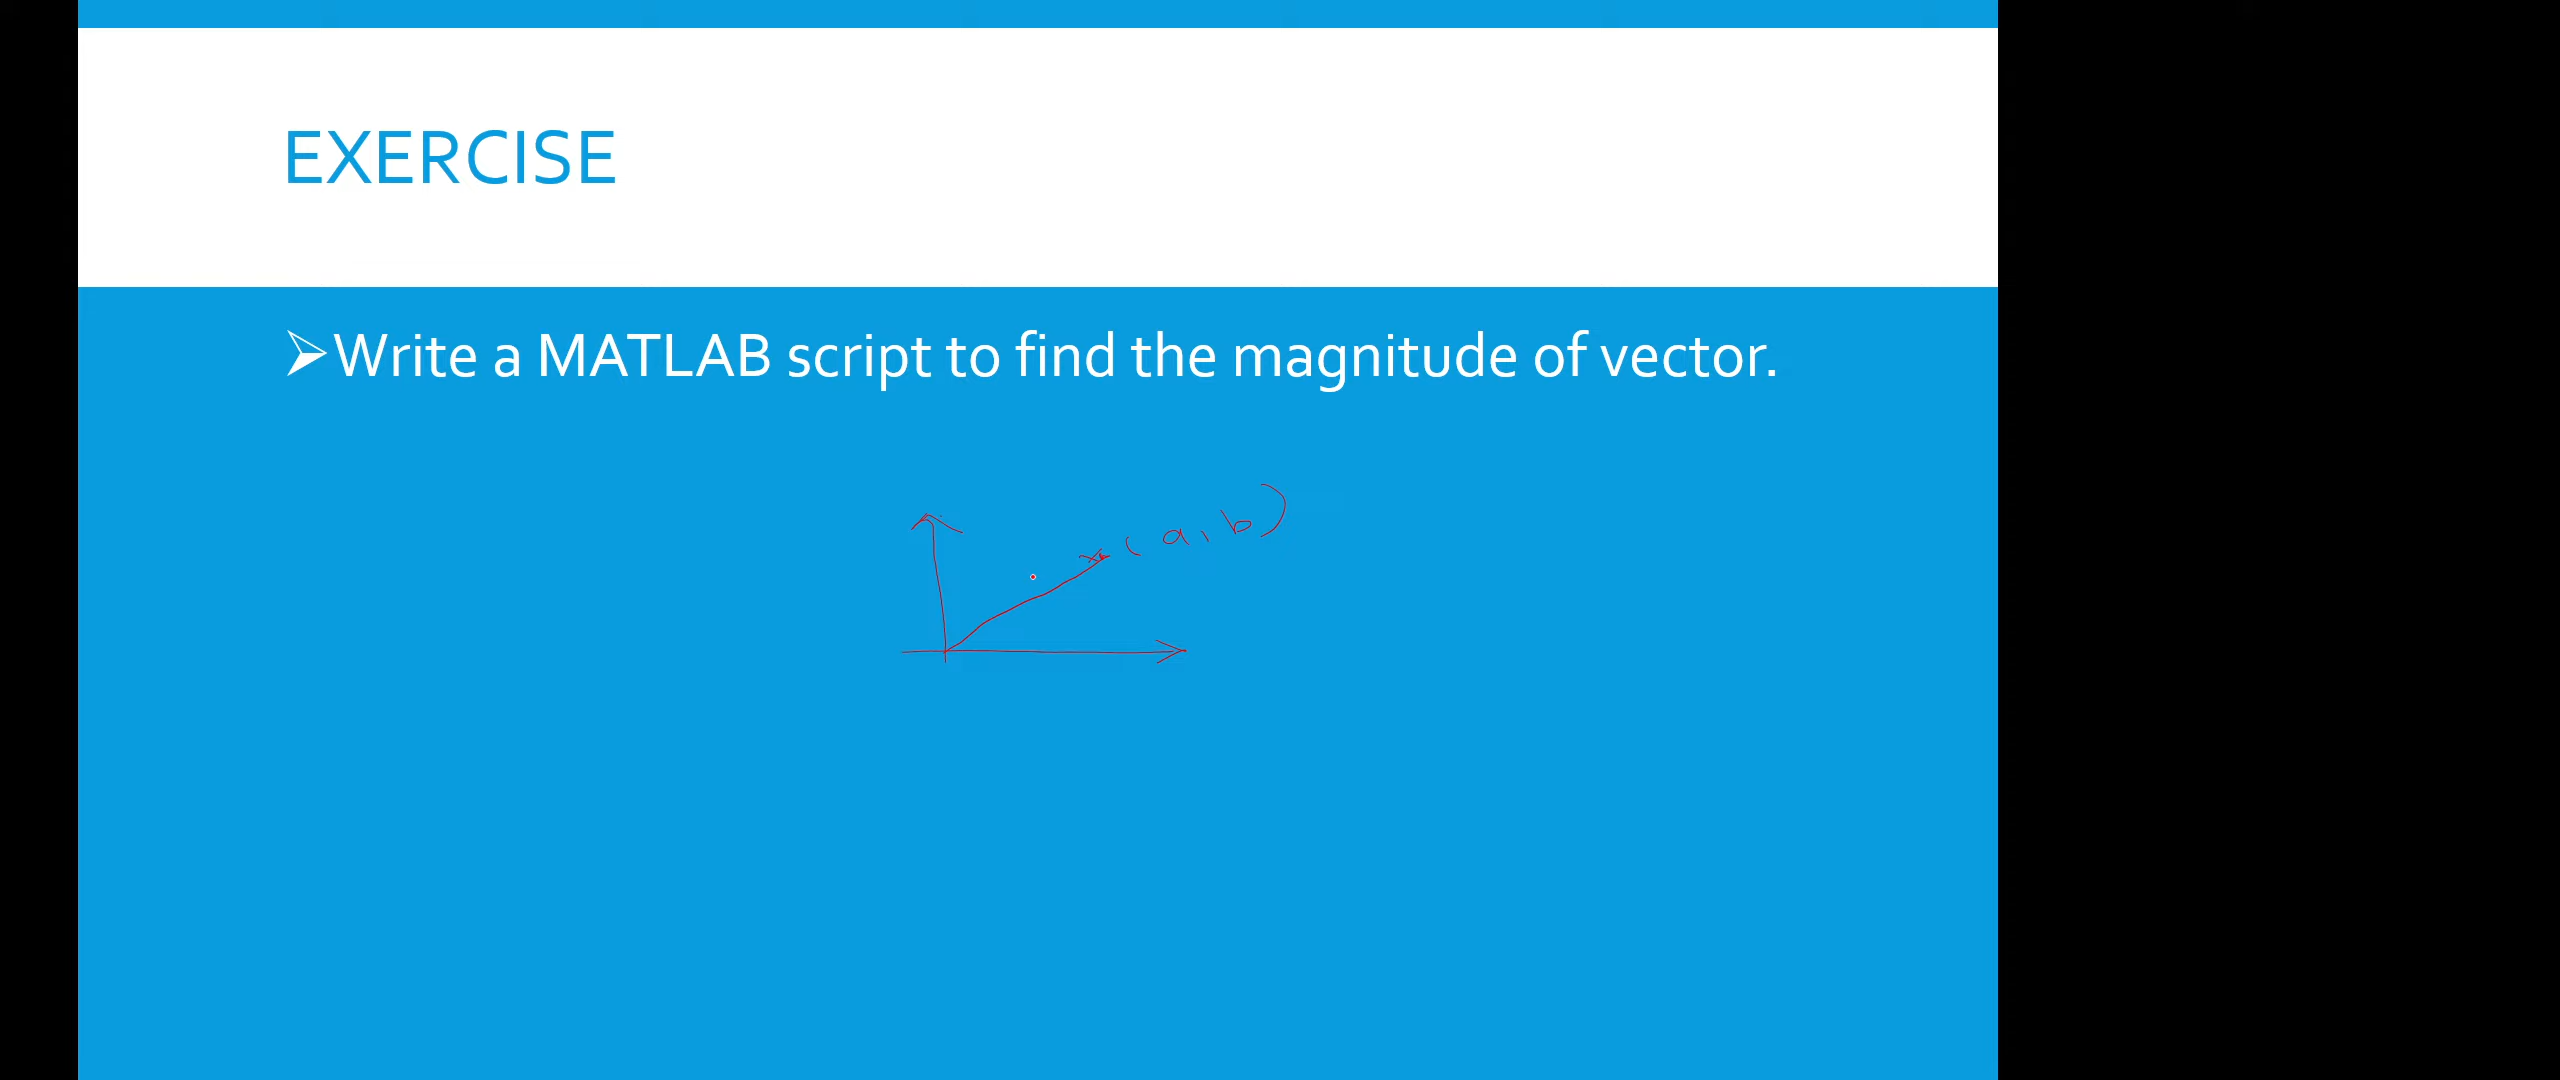 EXERCISE
➢Write a MATLAB script to find the magnitude of vector.
(a,b)